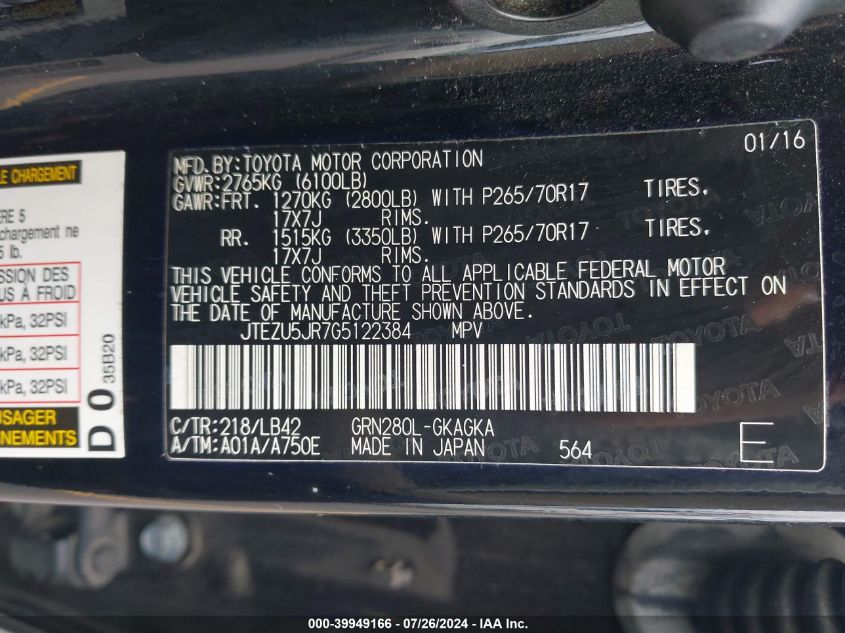 E CHARGEMENT
ERE 5
chargement ne
5 lb.
SSION DES
US À FROID
kPa, 32PSI
kPa, 32PSI
kPa, 32PSI
USAGER
GNEMENTS
D 0 35B20
01/16
MFD.BY:TOYOTA MOTOR CORPORATION
GVWR:2765KG (6100LB)
GAWR:FRT. 1270KG (2800LB) WITH P265/70R17 TIRES.
17X7J RIMS.
RR. 1515KG (3350LB) WITH P265/70R17 TIRES.
17X7J RIMS.
THIS VEHICLE CONFORMS TO ALL APPLICABLE FEDERAL MOTOR
VEHICLE SAFETY AND THEFT PREVENTION STANDARDS IN EFFECT ON
THE DATE OF MANUFACTURE SHOWN ABOVE.
JTEZU5JR7G5122384 MPV
C/TR:218/LB42 GRN280L-GKAGKA
A/TM:A01A/A750E MADE IN JAPAN 564 E
000-39949166 - 07/26/2024 - IAA Inc.